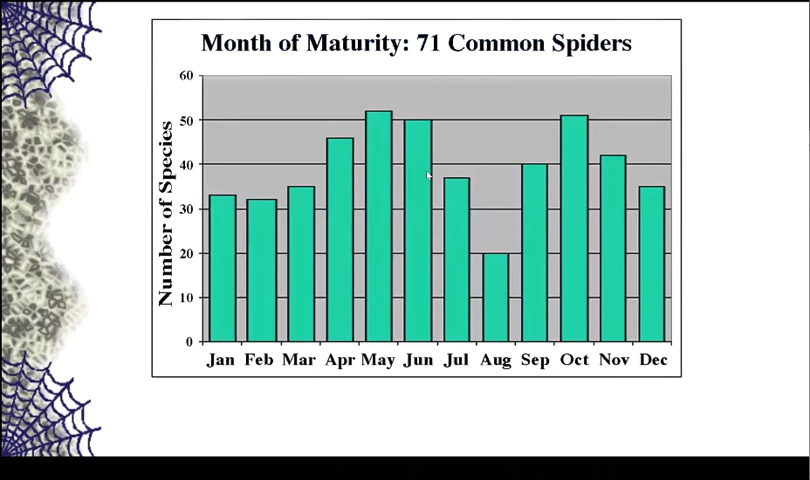 Month of Maturity: 71 Common Spiders
60
50
40
30
20
10
0
Number of Species
Jan Feb Mar Apr May Jun Jul Aug Sep Oct Nov Dec